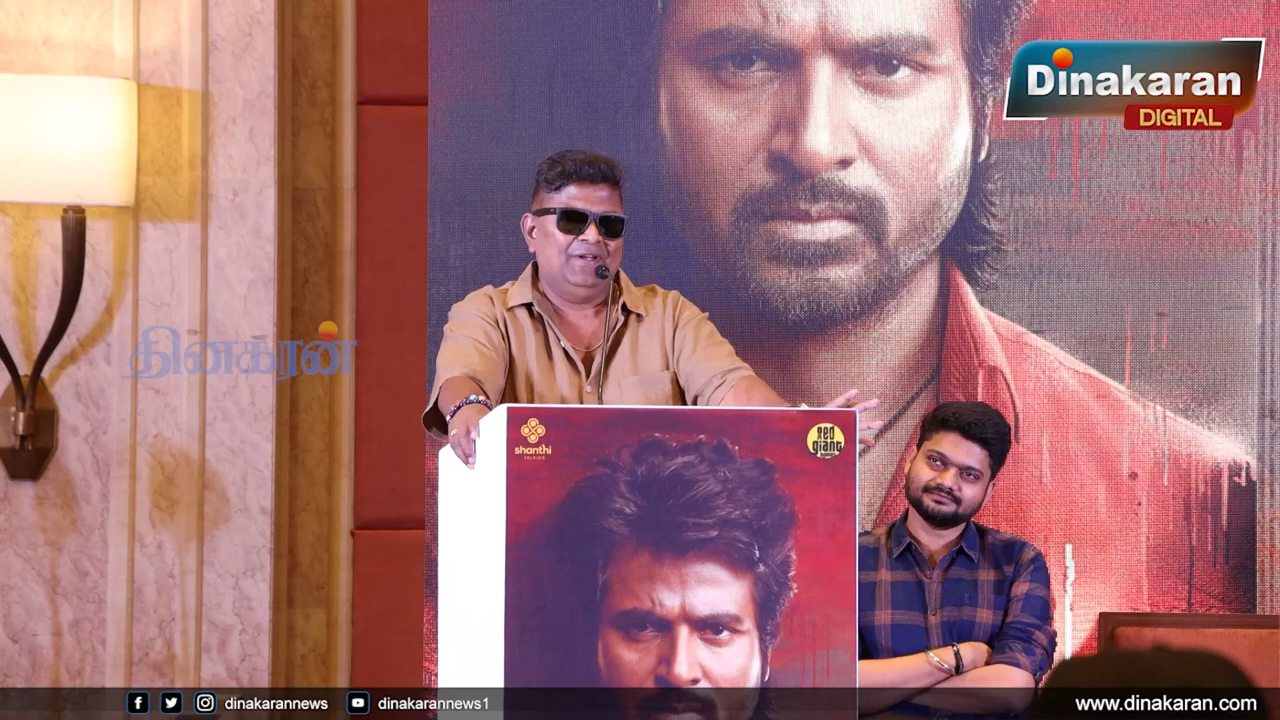 Dinakaran
DIGITAL
தினகரன்
shanthi
TALKIES
RED
giant
dinakarannews
dinakarannews1
www.dinakaran.com